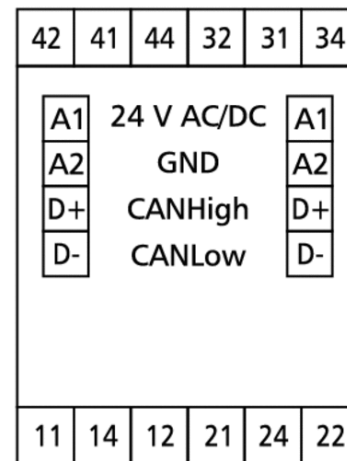 42 41 44 32 31 34
A1 24 V AC/DC A1
A2 GND A2
D+ CANHigh D+
D- CANLow D-
11 14 12 21 24 22